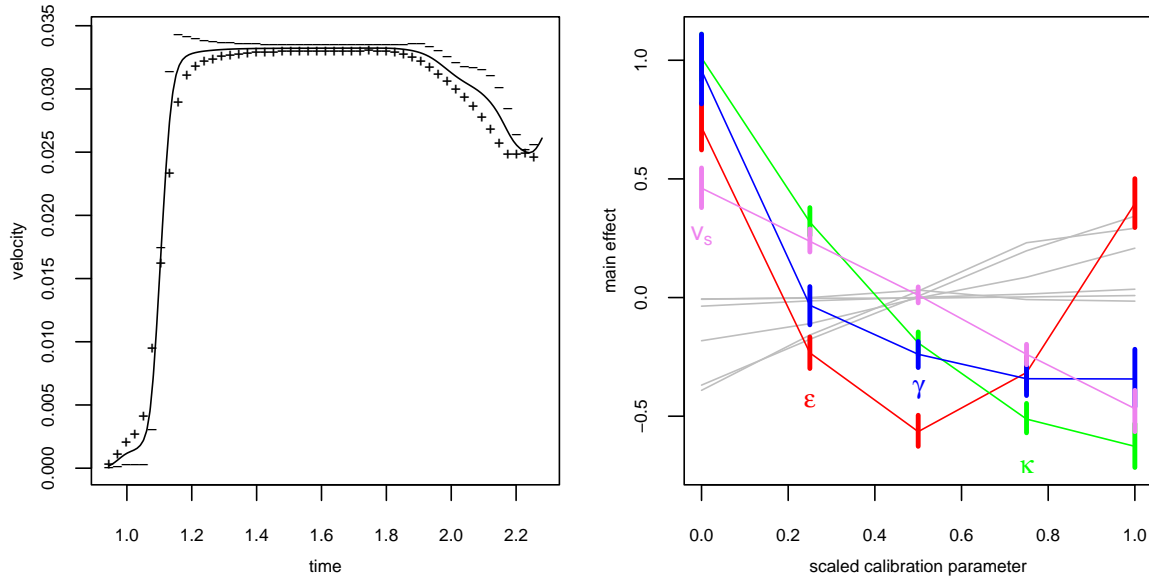 velocity
0.035
0.030
0.025
0.020
0.015
0.010
0.005
0.000
1.0 1.2 1.4 1.6 1.8 2.0 2.2
time
main effect
1.0
0.5
0.0
−0.5
vs
ε
γ
κ
0.0 0.2 0.4 0.6 0.8 1.0
scaled calibration parameter